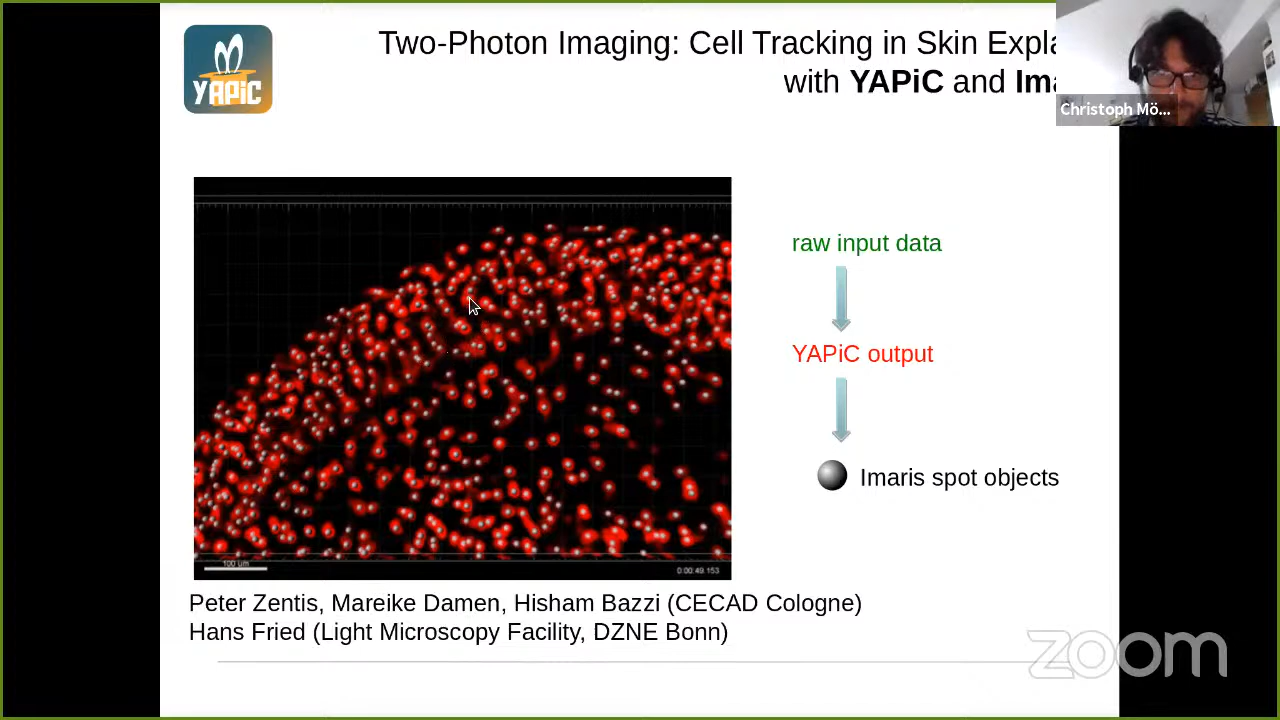 YAPiC
Two-Photon Imaging: Cell Tracking in Skin Expla
with YAPiC and Ima
Christoph Mö...
raw input data
YAPiC output
Imaris spot objects
100 µm
0:00:49.153
Peter Zentis, Mareike Damen, Hisham Bazzi (CECAD Cologne)
Hans Fried (Light Microscopy Facility, DZNE Bonn)
zoom